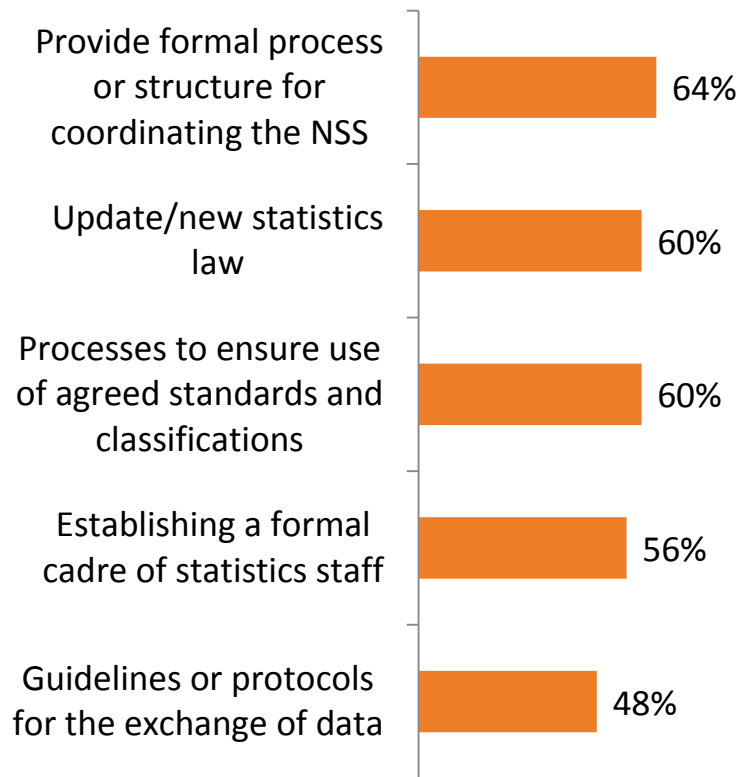 Provide formal process
or structure for
coordinating the NSS
64%
Update/new statistics
law
60%
Processes to ensure use
of agreed standards and
classifications
60%
Establishing a formal
cadre of statistics staff
56%
Guidelines or protocols
for the exchange of data
48%